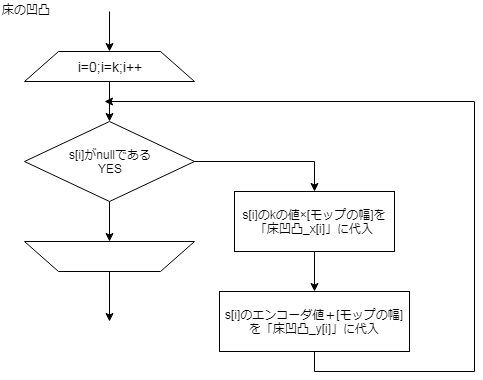 床の凹凸
i=0;i=k;i++
s[i]がnullである
YES
s[i]のkの値×[モップの幅]を
「床凹凸_x[i]」に代入
s[i]のエンコーダ値＋[モップの幅]
を「床凹凸_y[i]」に代入